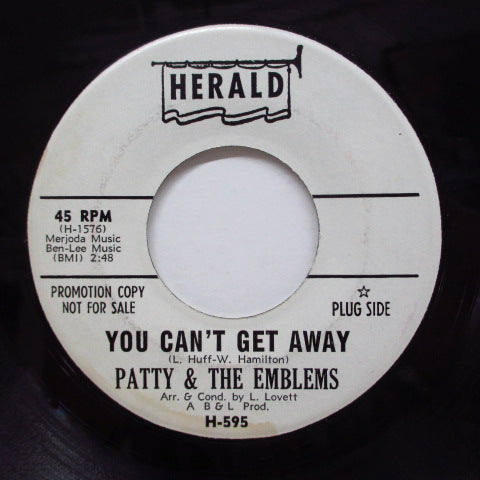 HERALD
45 RPM
(H-1576)
Merjoda Music
Ben-Lee Music
(BMI) 2:48
PROMOTION COPY
NOT FOR SALE
☆
PLUG SIDE
YOU CAN'T GET AWAY
(L. Huff-W. Hamilton)
PATTY & THE EMBLEMS
Arr. & Cond. by L. Lovett
A B & L Prod.
H-595